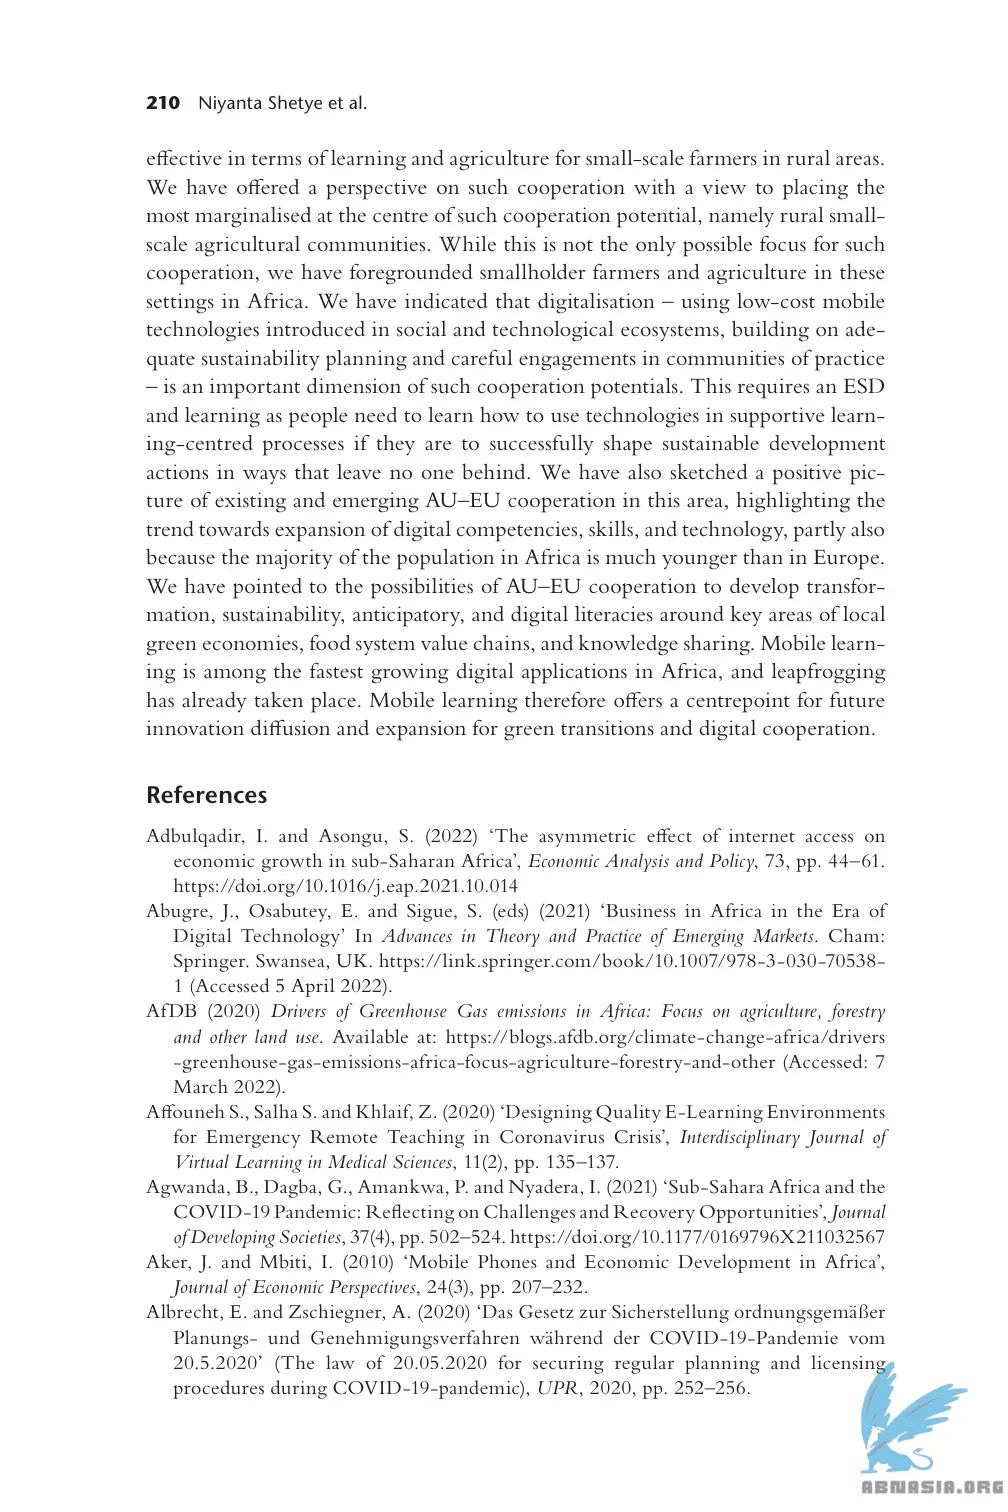 210 Niyanta Shetye et al.
effective in terms of learning and agriculture for small-scale farmers in rural areas.
We have offered a perspective on such cooperation with a view to placing the
most marginalised at the centre of such cooperation potential, namely rural small-
scale agricultural communities. While this is not the only possible focus for such
cooperation, we have foregrounded smallholder farmers and agriculture in these
settings in Africa. We have indicated that digitalisation – using low-cost mobile
technologies introduced in social and technological ecosystems, building on ade-
quate sustainability planning and careful engagements in communities of practice
– is an important dimension of such cooperation potentials. This requires an ESD
and learning as people need to learn how to use technologies in supportive learn-
ing-centred processes if they are to successfully shape sustainable development
actions in ways that leave no one behind. We have also sketched a positive pic-
ture of existing and emerging AU–EU cooperation in this area, highlighting the
trend towards expansion of digital competencies, skills, and technology, partly also
because the majority of the population in Africa is much younger than in Europe.
We have pointed to the possibilities of AU–EU cooperation to develop transfor-
mation, sustainability, anticipatory, and digital literacies around key areas of local
green economies, food system value chains, and knowledge sharing. Mobile learn-
ing is among the fastest growing digital applications in Africa, and leapfrogging
has already taken place. Mobile learning therefore offers a centrepoint for future
innovation diffusion and expansion for green transitions and digital cooperation.
References
Adbulqadir, I. and Asongu, S. (2022) ‘The asymmetric effect of internet access on
economic growth in sub-Saharan Africa’, Economic Analysis and Policy, 73, pp. 44–61.
https://doi.org/10.1016/j.eap.2021.10.014
Abugre, J., Osabutey, E. and Sigue, S. (eds) (2021) ‘Business in Africa in the Era of
Digital Technology’ In Advances in Theory and Practice of Emerging Markets. Cham:
Springer. Swansea, UK. https://link.springer.com/book/10.1007/978-3-030-70538-
1 (Accessed 5 April 2022).
AfDB (2020) Drivers of Greenhouse Gas emissions in Africa: Focus on agriculture, forestry
and other land use. Available at: https://blogs.afdb.org/climate-change-africa/drivers
-greenhouse-gas-emissions-africa-focus-agriculture-forestry-and-other (Accessed: 7
March 2022).
Affouneh S., Salha S. and Khlaif, Z. (2020) ‘Designing Quality E-Learning Environments
for Emergency Remote Teaching in Coronavirus Crisis’, Interdisciplinary Journal of
Virtual Learning in Medical Sciences, 11(2), pp. 135–137.
Agwanda, B., Dagba, G., Amankwa, P. and Nyadera, I. (2021) ‘Sub-Sahara Africa and the
COVID-19 Pandemic: Reflecting on Challenges and Recovery Opportunities’, Journal
of Developing Societies, 37(4), pp. 502–524. https://doi.org/10.1177/0169796X211032567
Aker, J. and Mbiti, I. (2010) ‘Mobile Phones and Economic Development in Africa’,
Journal of Economic Perspectives, 24(3), pp. 207–232.
Albrecht, E. and Zschiegner, A. (2020) ‘Das Gesetz zur Sicherstellung ordnungsgemäßer
Planungs- und Genehmigungsverfahren während der COVID-19-Pandemie vom
20.5.2020’ (The law of 20.05.2020 for securing regular planning and licensing
procedures during COVID-19-pandemic), UPR, 2020, pp. 252–256.
ABNASIA.ORG